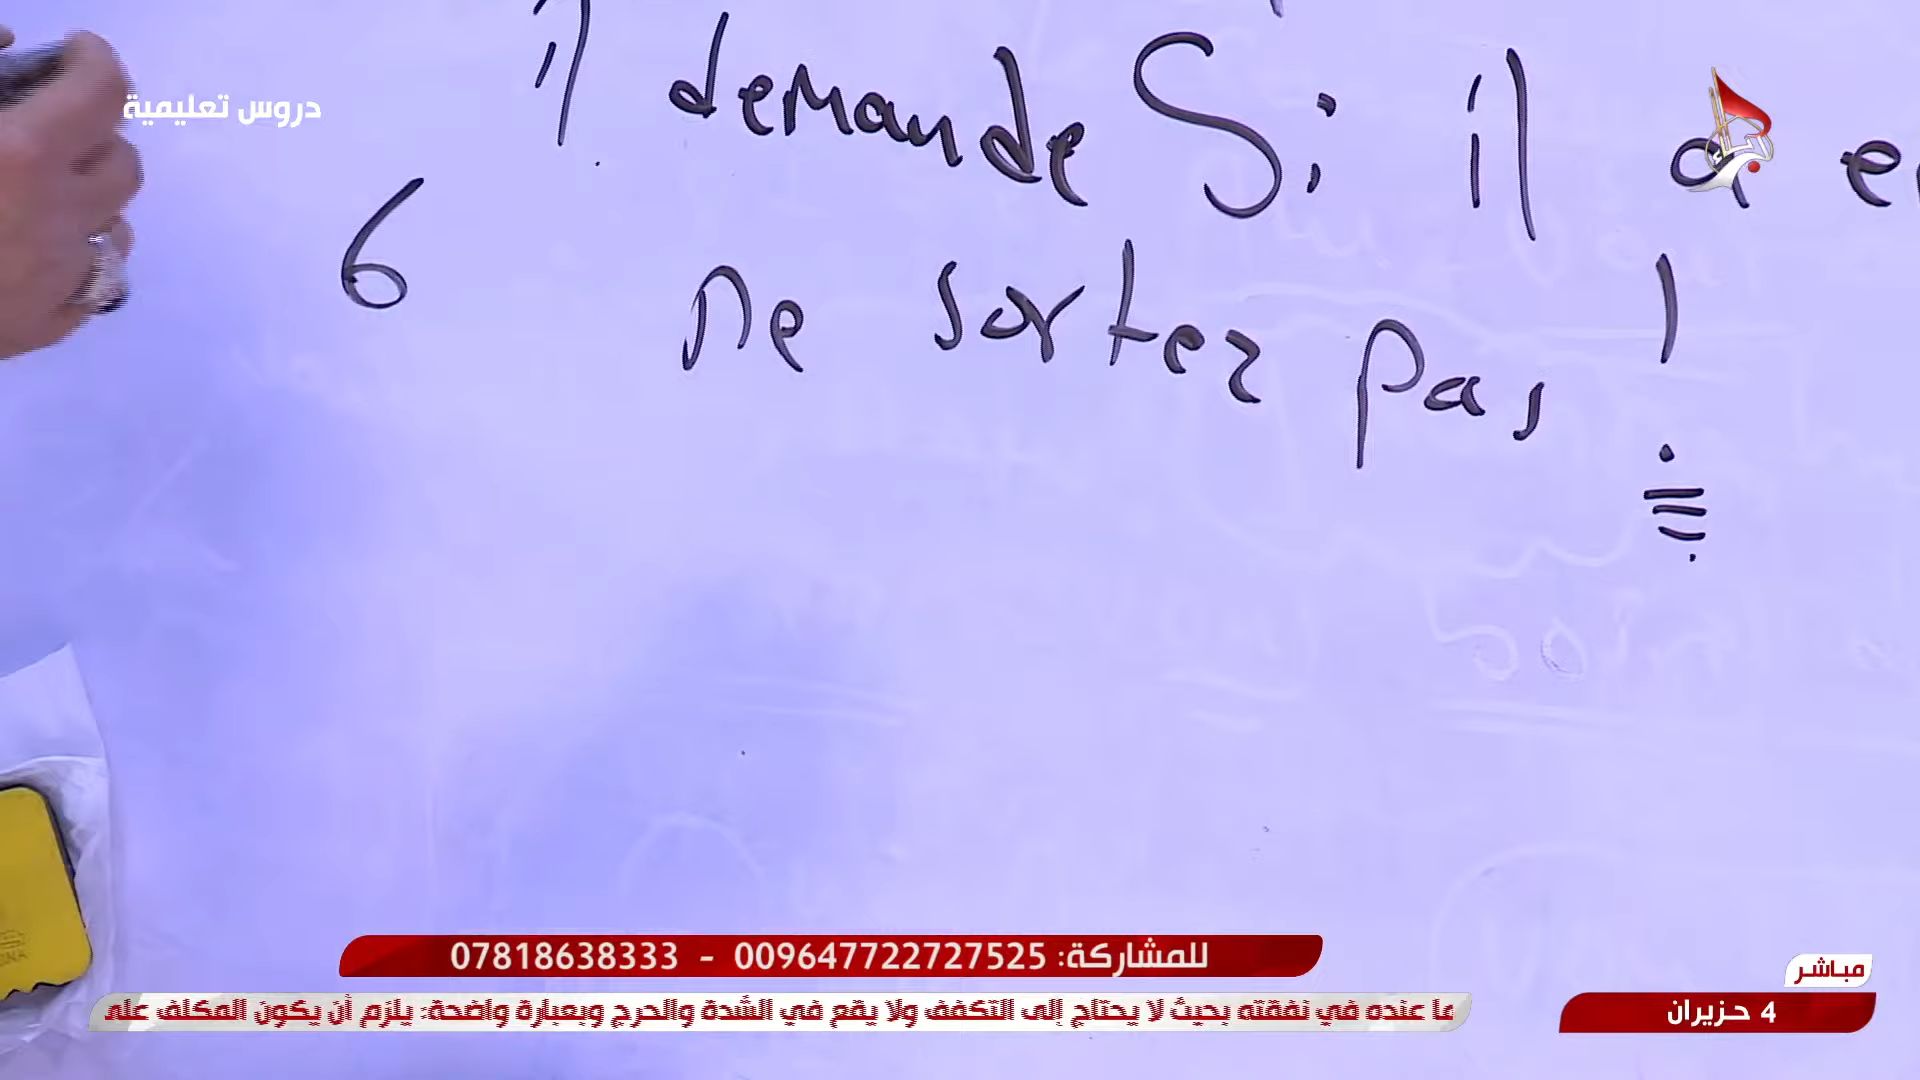 دروس تعليمية
il demande Si il a
6 ne sortez pas !
للمشاركة: 009647722727525 - 07818638333
مباشر
4 حزيران
ما عنده في نفقته بحيث لا يحتاج إلى التكفف ولا يقع في الشدة والحرج وبعبارة واضحة: يلزم أن يكون المكلف على